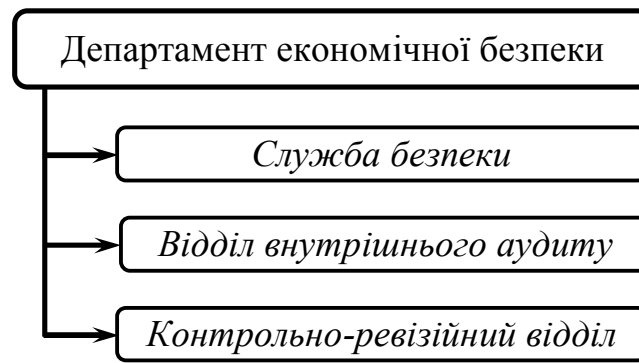 Департамент економічної безпеки
Служба безпеки
Відділ внутрішнього аудиту
Контрольно-ревізійний відділ